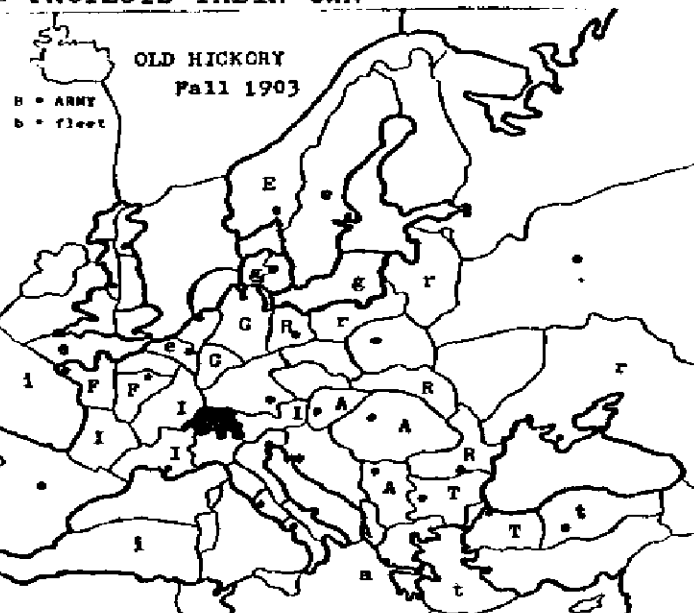 OLD HICKORY
Fall 1903
B = ARMY
b = fleet
E
e
g g r
G R r
e G
i F F R r
I I A
I A R
I
A T
T t
i
t